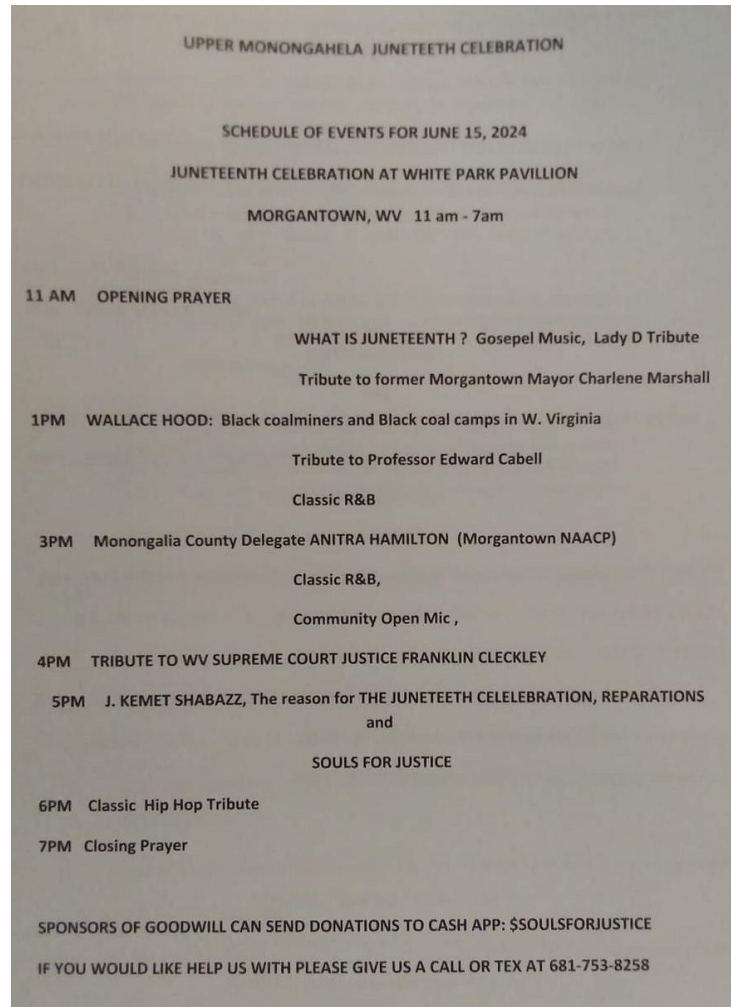 UPPER MONONGAHELA JUNETEETH CELEBRATION
SCHEDULE OF EVENTS FOR JUNE 15, 2024
JUNETEENTH CELEBRATION AT WHITE PARK PAVILLION
MORGANTOWN, WV 11 am - 7am
11 AM OPENING PRAYER
WHAT IS JUNETEENTH ? Gosepel Music, Lady D Tribute
Tribute to former Morgantown Mayor Charlene Marshall
1PM WALLACE HOOD: Black coalminers and Black coal camps in W. Virginia
Tribute to Professor Edward Cabell
Classic R&B
3PM Monongalia County Delegate ANITRA HAMILTON (Morgantown NAACP)
Classic R&B,
Community Open Mic ,
4PM TRIBUTE TO WV SUPREME COURT JUSTICE FRANKLIN CLECKLEY
5PM J. KEMET SHABAZZ, The reason for THE JUNETEETH CELELEBRATION, REPARATIONS
and
SOULS FOR JUSTICE
6PM Classic Hip Hop Tribute
7PM Closing Prayer
SPONSORS OF GOODWILL CAN SEND DONATIONS TO CASH APP: $SOULSFORJUSTICE
IF YOU WOULD LIKE HELP US WITH PLEASE GIVE US A CALL OR TEX AT 681-753-8258